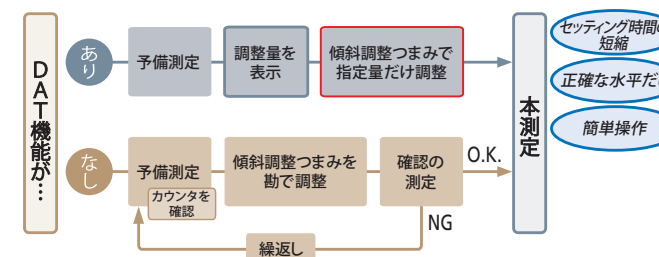 DAT機能が…
あり
予備測定
調整量を
表示
傾斜調整つまみで
指定量だけ調整
なし
予備測定
カウンタを
確認
傾斜調整つまみを
勘で調整
確認の
測定
O.K.
NG
繰返し
本測定
セッティング時間の
短縮
正確な水平だ
簡単操作